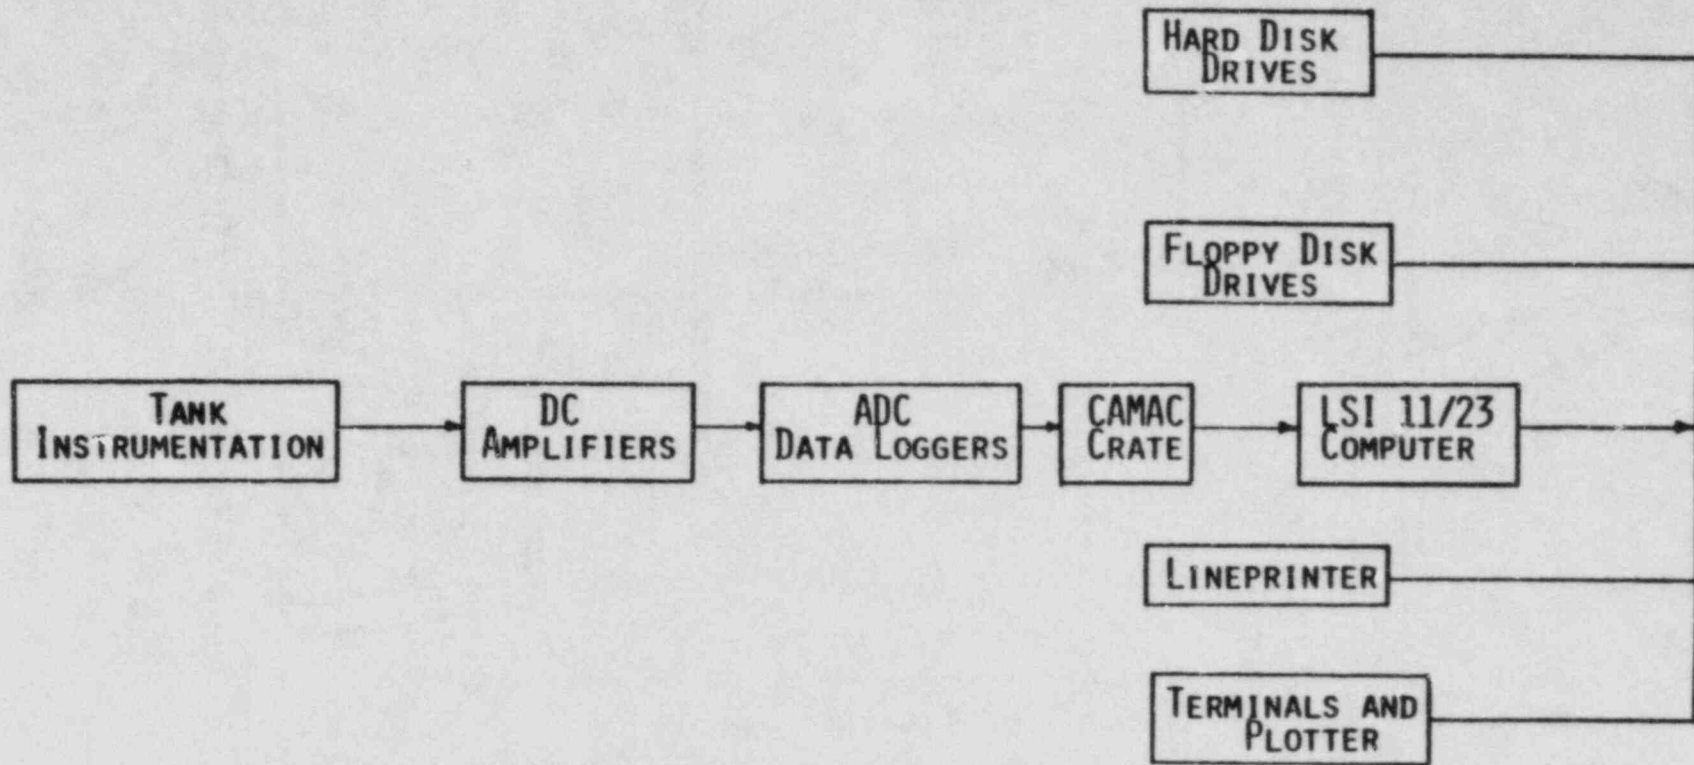 HARD DISK
DRIVES
FLOPPY DISK
DRIVES
TANK
INSTRUMENTATION
DC
AMPLIFIERS
ADC
DATA LOGGERS
CAMAC
CRATE
LSI 11/23
COMPUTER
LINEPRINTER
TERMINALS AND
PLOTTER